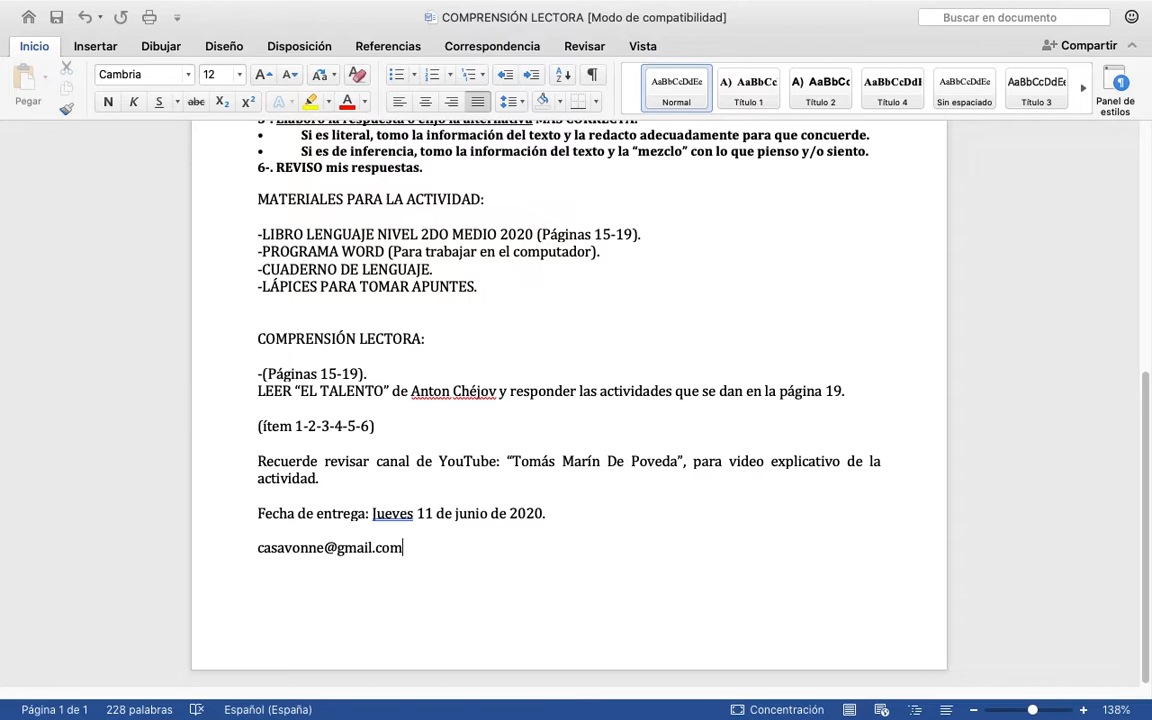 COMPRENSIÓN LECTORA [Modo de compatibilidad]
Buscar en documento
Inicio Insertar Dibujar Diseño Disposición Referencias Correspondencia Revisar Vista Compartir
Pegar
Cambria 12
N K S abc X₂ X²
AaBbCcDdEe A) AaBbCc A) AaBbCc AaBbCcDdI AaBbCcDdEe AaBbCcDdE
Normal Título 1 Título 2 Título 4 Sin espaciado Título 3
Panel de estilos
• Si es literal, tomo la información del texto y la redacto adecuadamente para que concuerde.
• Si es de inferencia, tomo la información del texto y la “mezclo” con lo que pienso y/o siento.
6-. REVISO mis respuestas.
MATERIALES PARA LA ACTIVIDAD:
-LIBRO LENGUAJE NIVEL 2DO MEDIO 2020 (Páginas 15-19).
-PROGRAMA WORD (Para trabajar en el computador).
-CUADERNO DE LENGUAJE.
-LÁPICES PARA TOMAR APUNTES.
COMPRENSIÓN LECTORA:
-(Páginas 15-19).
LEER “EL TALENTO” de Anton Chéjov y responder las actividades que se dan en la página 19.
(ítem 1-2-3-4-5-6)
Recuerde revisar canal de YouTube: “Tomás Marín De Poveda”, para video explicativo de la
actividad.
Fecha de entrega: Jueves 11 de junio de 2020.
casavonne@gmail.com
Página 1 de 1 228 palabras Español (España) Concentración 138%